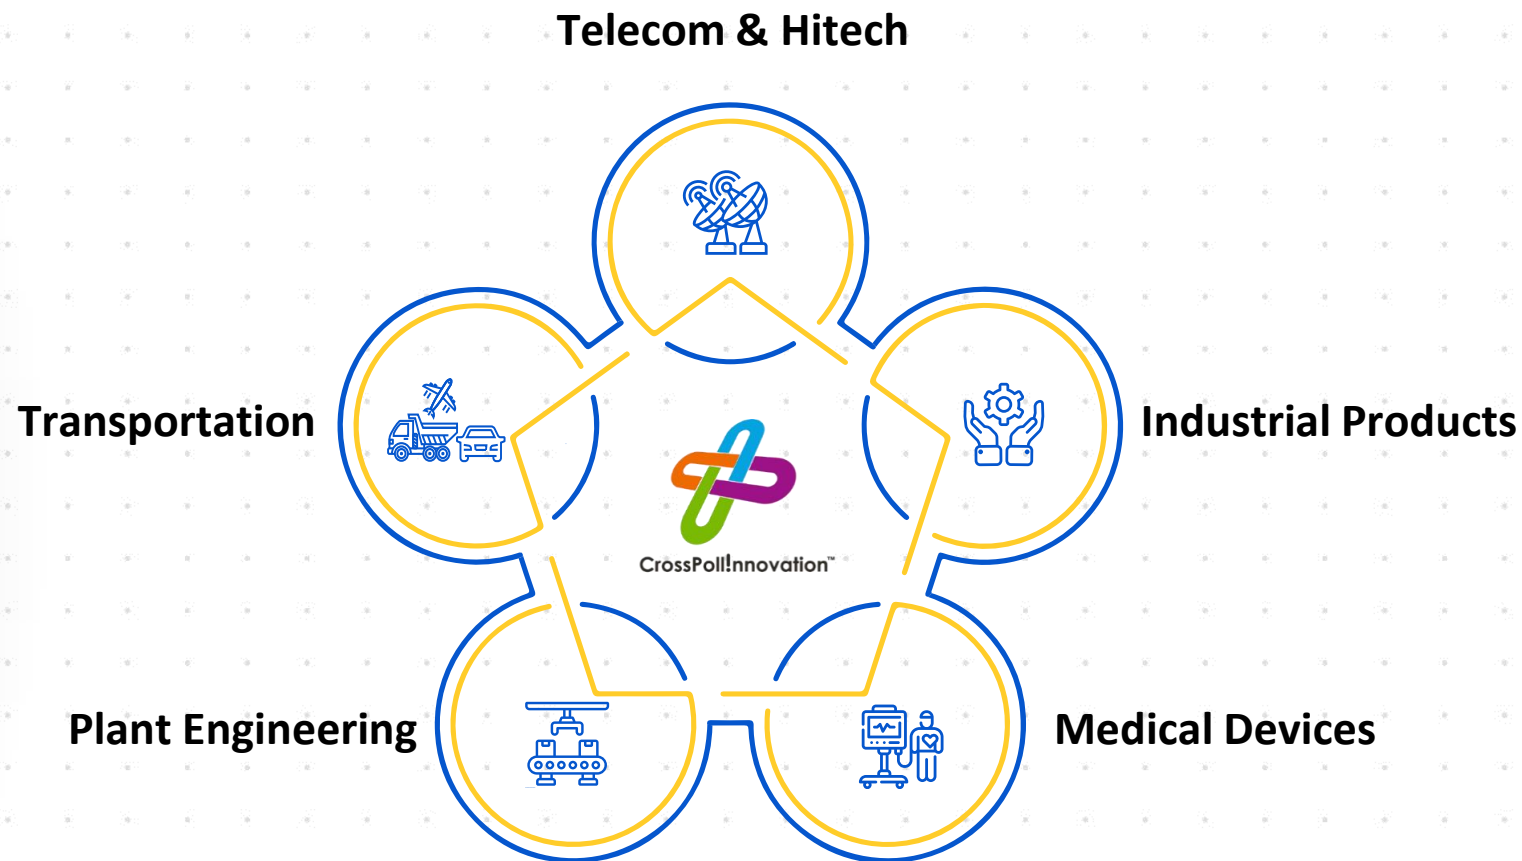 Telecom & Hitech
Transportation
Industrial Products
CrossPoll!nnovation™
Plant Engineering
Medical Devices